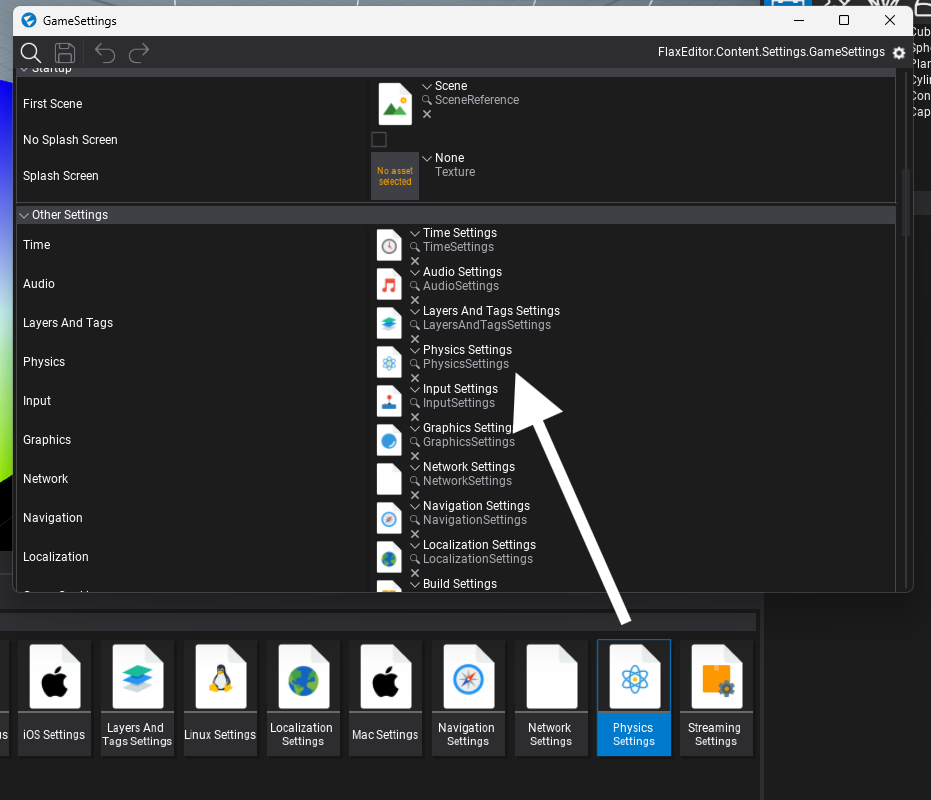 GameSettings
FlaxEditor.Content.Settings.GameSettings
Startup
First Scene
Scene
SceneReference
No Splash Screen
Splash Screen
No asset
selected
None
Texture
Other Settings
Time
Time Settings
TimeSettings
Audio
Audio Settings
AudioSettings
Layers And Tags
Layers And Tags Settings
LayersAndTagsSettings
Physics
Physics Settings
PhysicsSettings
Input
Input Settings
InputSettings
Graphics
Graphics Setting
GraphicsSettings
Network
Network Settings
NetworkSettings
Navigation
Navigation Settings
NavigationSettings
Localization
Localization Settings
LocalizationSettings
Build Settings
Cub
Sph
Plan
Cylin
Con
Cap
us
iOS Settings
Layers And
Tags Settings
Linux Settings
Localization
Settings
Mac Settings
Navigation
Settings
Network
Settings
Physics
Settings
Streaming
Settings